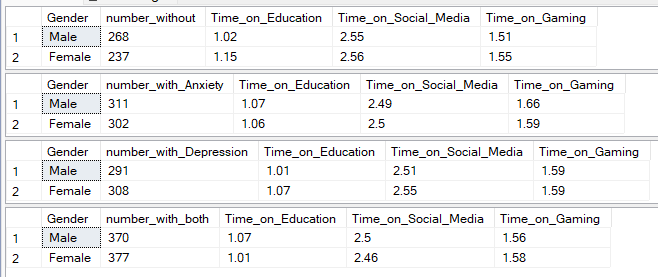 Gender number_without Time_on_Education Time_on_Social_Media Time_on_Gaming
1 Male 268 1.02 2.55 1.51
2 Female 237 1.15 2.56 1.55
Gender number_with_Anxiety Time_on_Education Time_on_Social_Media Time_on_Gaming
1 Male 311 1.07 2.49 1.66
2 Female 302 1.06 2.5 1.59
Gender number_with_Depression Time_on_Education Time_on_Social_Media Time_on_Gaming
1 Male 291 1.01 2.51 1.59
2 Female 308 1.07 2.55 1.59
Gender number_with_both Time_on_Education Time_on_Social_Media Time_on_Gaming
1 Male 370 1.07 2.5 1.56
2 Female 377 1.01 2.46 1.58